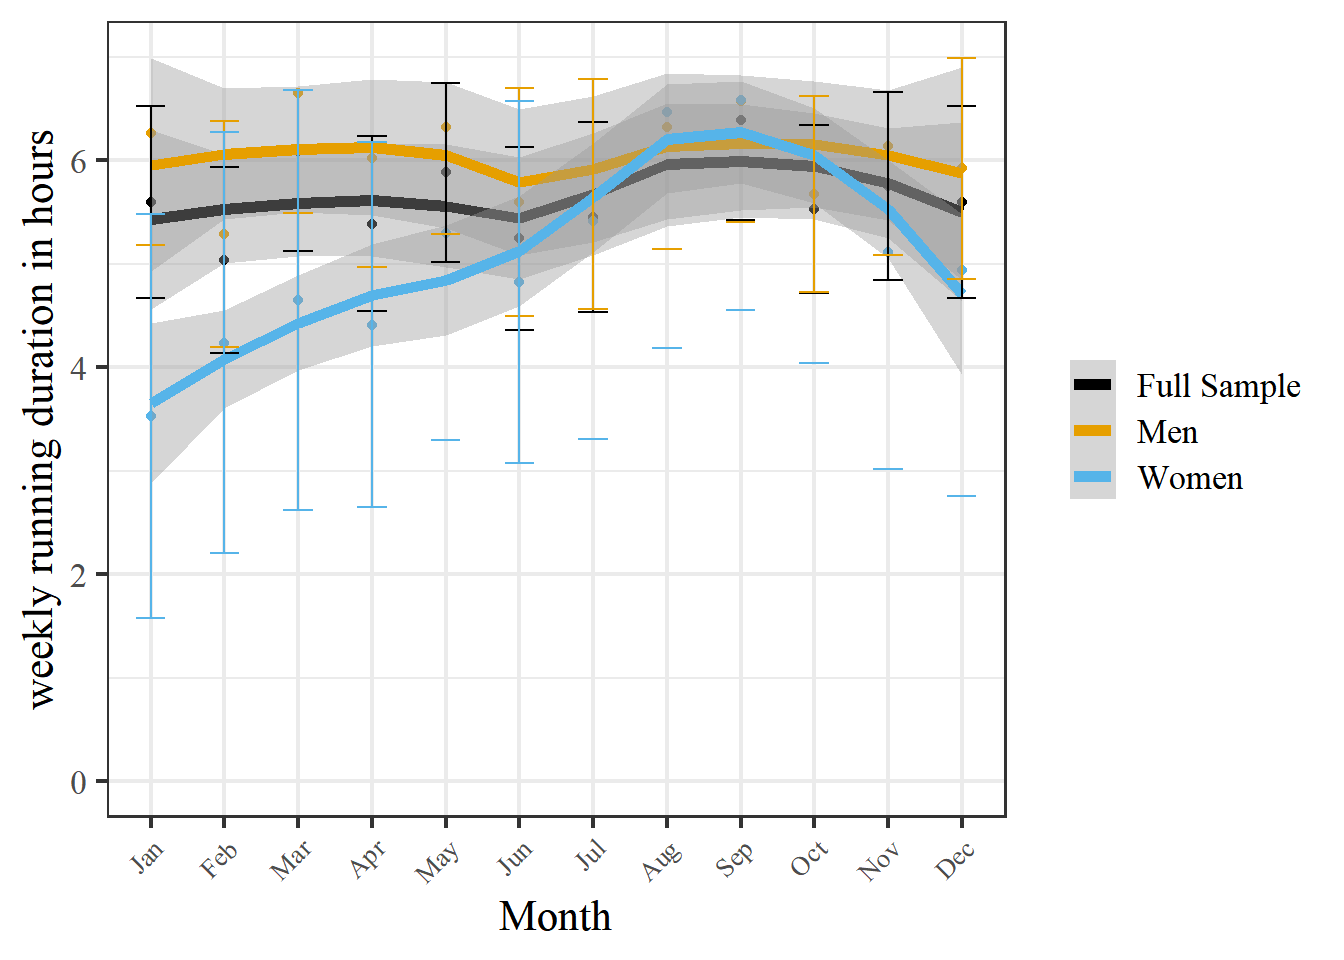 weekly running duration in hours
6
4
2
0
Jan
Feb
Mar
Apr
May
Jun
Jul
Aug
Sep
Oct
Nov
Dec
Month
Full Sample
Men
Women